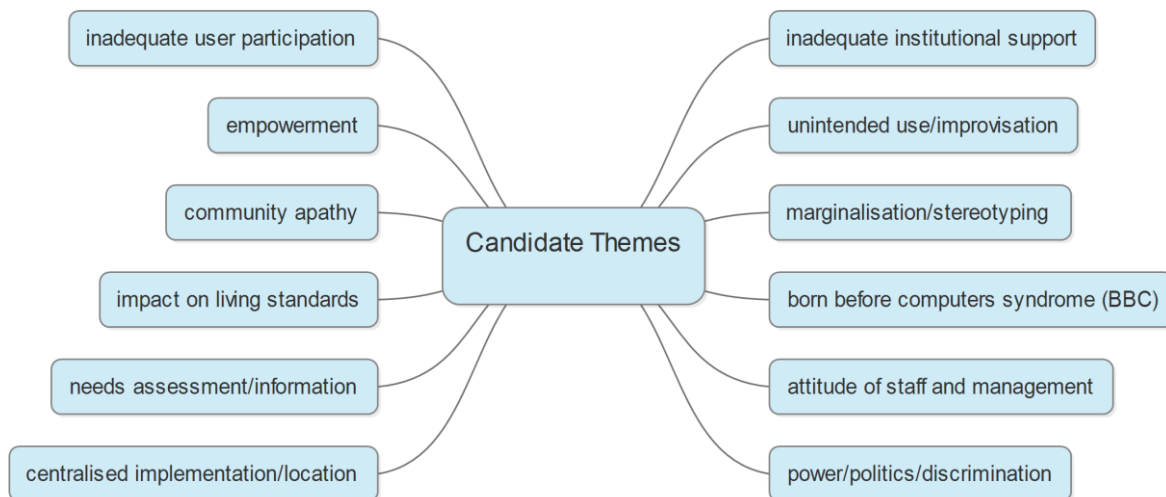 inadequate user participation
empowerment
community apathy
impact on living standards
needs assessment/information
centralised implementation/location
Candidate Themes
inadequate institutional support
unintended use/improvisation
marginalisation/stereotyping
born before computers syndrome (BBC)
attitude of staff and management
power/politics/discrimination